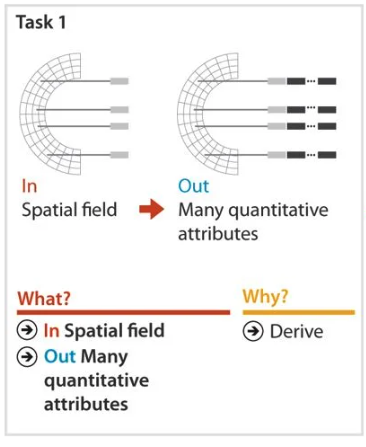 Task 1
In
Spatial field
Out
Many quantitative
attributes
What?
In Spatial field
Out Many
quantitative
attributes
Why?
Derive